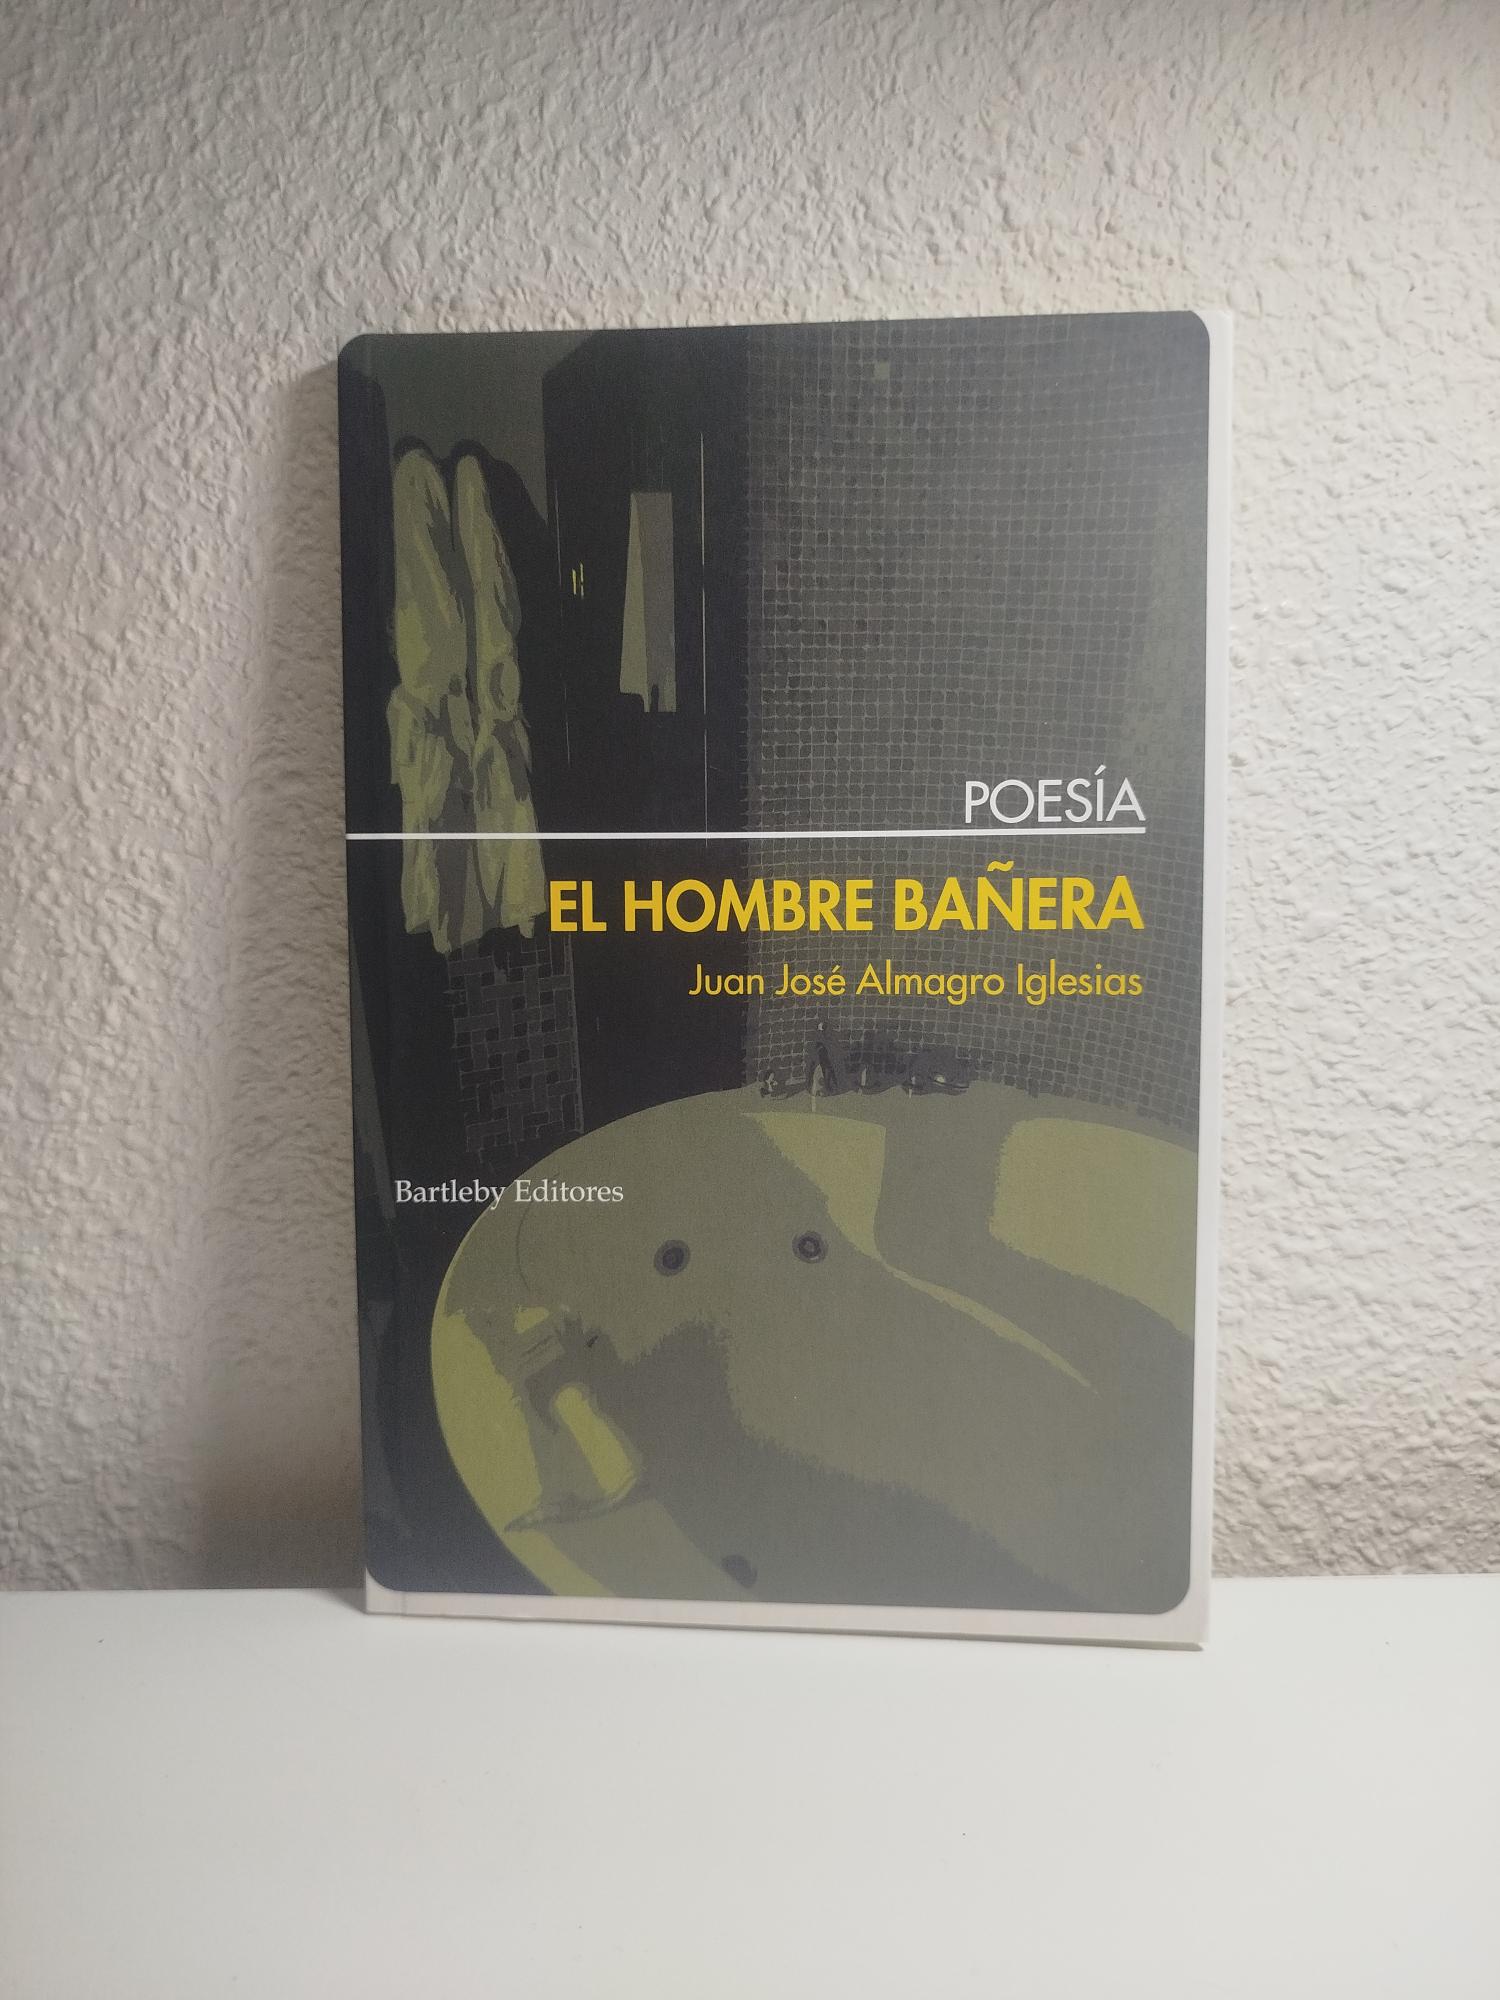 POESÍA
EL HOMBRE BAÑERA
Juan José Almagro Iglesias
Bartleby Editores